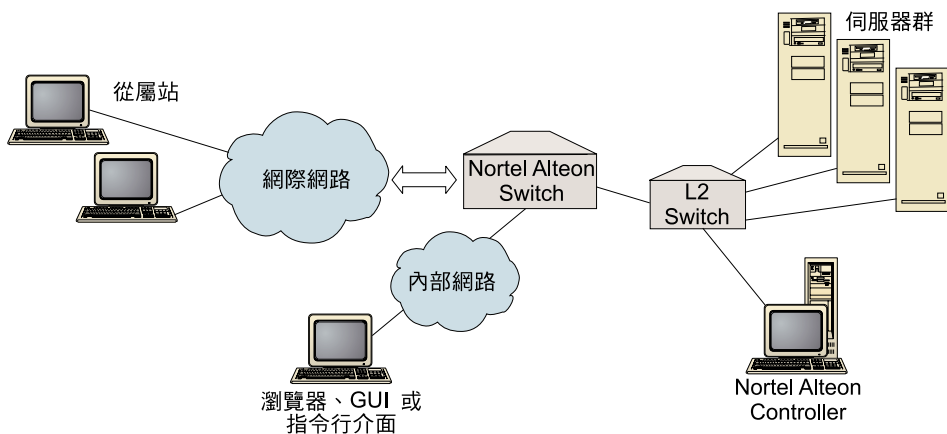 伺服器群
從屬站
網際網路
Nortel Alteon
Switch
L2
Switch
內部網路
瀏覽器、GUI 或
指令行介面
Nortel Alteon
Controller